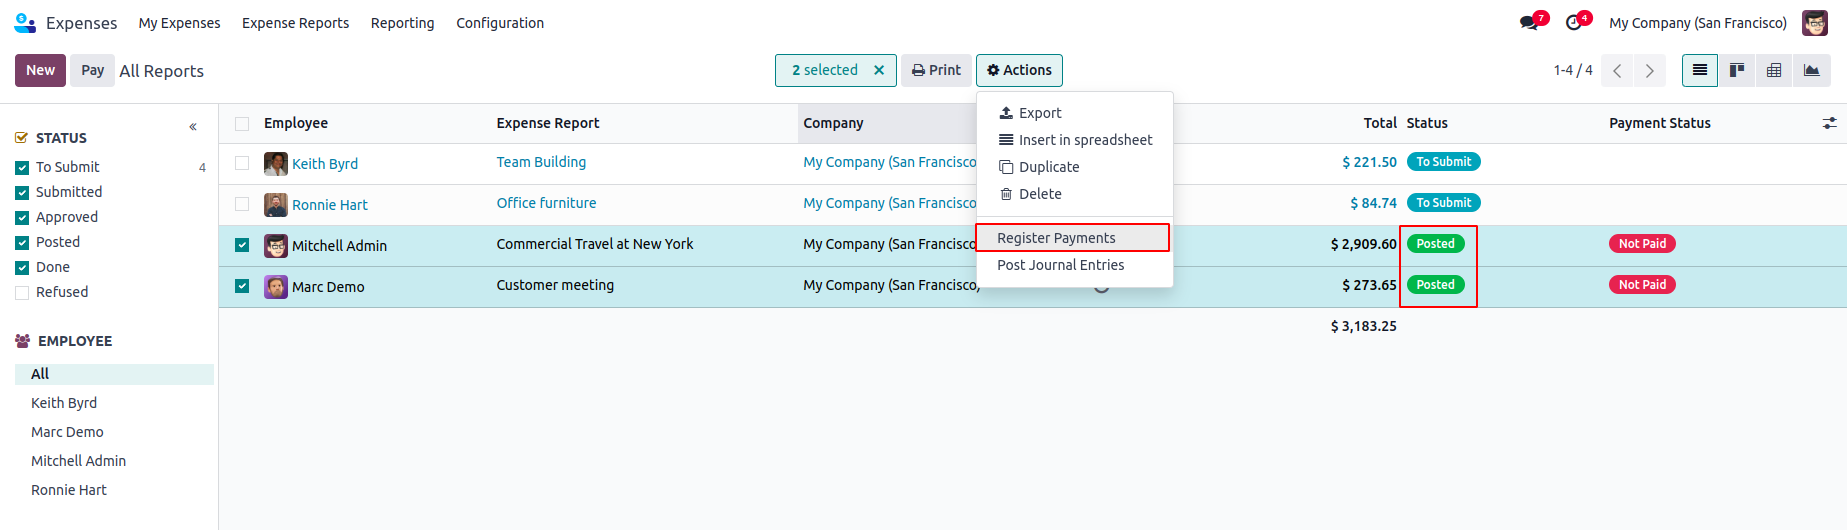 Expenses My Expenses Expense Reports Reporting Configuration 7 4 My Company (San Francisco)
New Pay All Reports 2 selected × Print Actions 1-4 / 4
Export
Insert in spreadsheet
Duplicate
Delete
Register Payments
Post Journal Entries
STATUS
To Submit 4
Submitted
Approved
Posted
Done
Refused
EMPLOYEE
All
Keith Byrd
Marc Demo
Mitchell Admin
Ronnie Hart
Employee Expense Report Company Total Status Payment Status
Keith Byrd Team Building My Company (San Francisco $ 221.50 To Submit
Ronnie Hart Office furniture My Company (San Francisco $ 84.74 To Submit
Mitchell Admin Commercial Travel at New York My Company (San Francisco $ 2,909.60 Posted Not Paid
Marc Demo Customer meeting My Company (San Francisco) $ 273.65 Posted Not Paid
$ 3,183.25